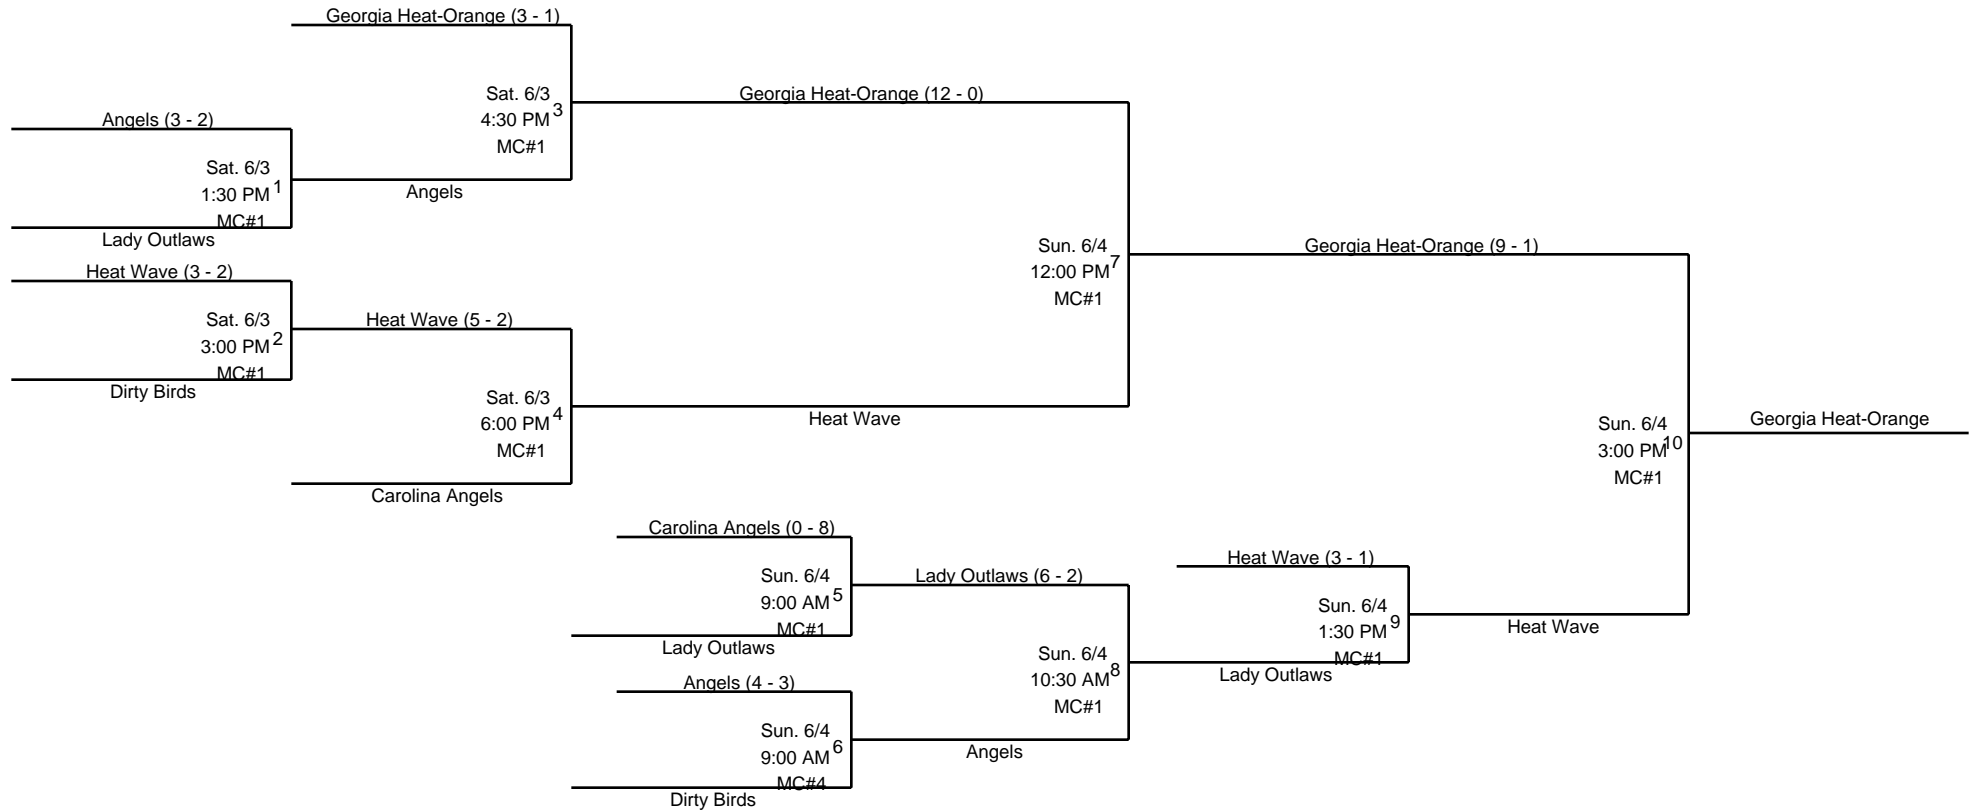 Georgia Heat-Orange (3 - 1)
Sat. 6/3
4:30 PM 3
MC#1
Georgia Heat-Orange (12 - 0)
Angels (3 - 2)
Sat. 6/3
1:30 PM 1
MC#1
Angels
Lady Outlaws
Heat Wave (3 - 2)
Sat. 6/3
3:00 PM 2
MC#1
Heat Wave (5 - 2)
Dirty Birds
Sat. 6/3
6:00 PM 4
MC#1
Heat Wave
Carolina Angels
Sun. 6/4
12:00 PM 7
MC#1
Georgia Heat-Orange (9 - 1)
Sun. 6/4
3:00 PM 10
MC#1
Georgia Heat-Orange
Carolina Angels (0 - 8)
Sun. 6/4
9:00 AM 5
MC#1
Lady Outlaws (6 - 2)
Lady Outlaws
Angels (4 - 3)
Sun. 6/4
9:00 AM 6
MC#4
Angels
Dirty Birds
Sun. 6/4
10:30 AM 8
MC#1
Heat Wave (3 - 1)
Sun. 6/4
1:30 PM 9
MC#1
Lady Outlaws
Heat Wave